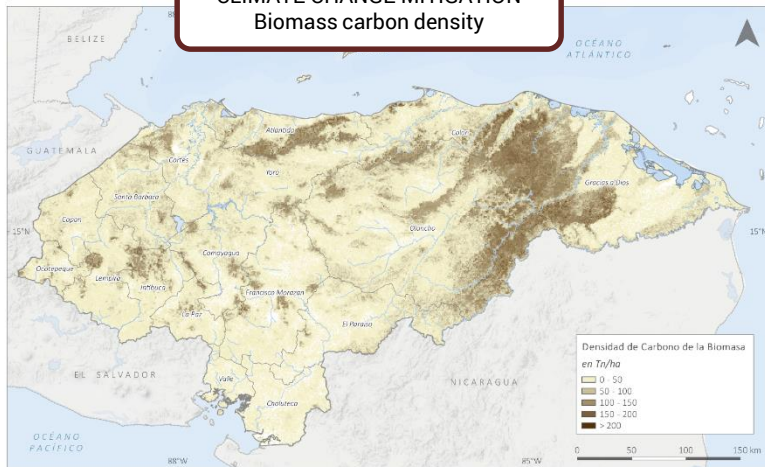 CLIMATE CHANGE MITIGATION
Biomass carbon density
BELIZE
OCÉANO
ATLÁNTICO
GUATEMALA
Atlántida
Colón
Cortés
Yoro
Gracias a Dios
Santa Bárbara
Copán
15°N
15°N
Olancho
Comayagua
Ocotepeque
Lempira
Intibucá
Francisco Morazán
La Paz
El Paraíso
EL SALVADOR
Valle
Choluteca
NICARAGUA
OCÉANO
PACÍFICO
88°W
85°W
Densidad de Carbono de la Biomasa
en Tn/ha
0 - 50
50 - 100
100 - 150
150 - 200
> 200
0 50 100 150 km